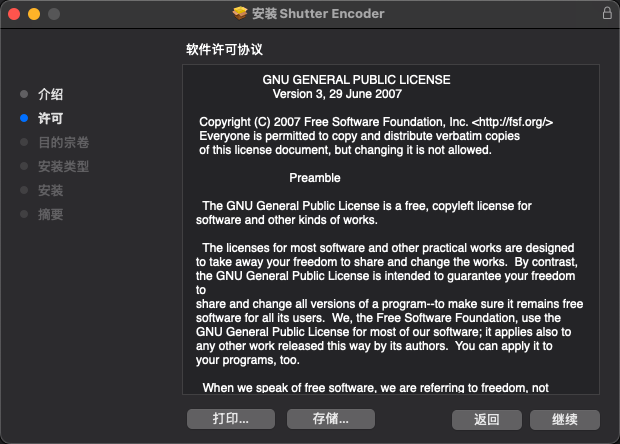 安装 Shutter Encoder
软件许可协议
介绍
许可
目的宗卷
安装类型
安装
摘要
GNU GENERAL PUBLIC LICENSE
Version 3, 29 June 2007
Copyright (C) 2007 Free Software Foundation, Inc. <http://fsf.org/>
Everyone is permitted to copy and distribute verbatim copies
of this license document, but changing it is not allowed.
Preamble
The GNU General Public License is a free, copyleft license for
software and other kinds of works.
The licenses for most software and other practical works are designed
to take away your freedom to share and change the works.  By contrast,
the GNU General Public License is intended to guarantee your freedom
to
share and change all versions of a program--to make sure it remains free
software for all its users.  We, the Free Software Foundation, use the
GNU General Public License for most of our software; it applies also to
any other work released this way by its authors.  You can apply it to
your programs, too.
When we speak of free software, we are referring to freedom, not
打印...
存储...
返回
继续